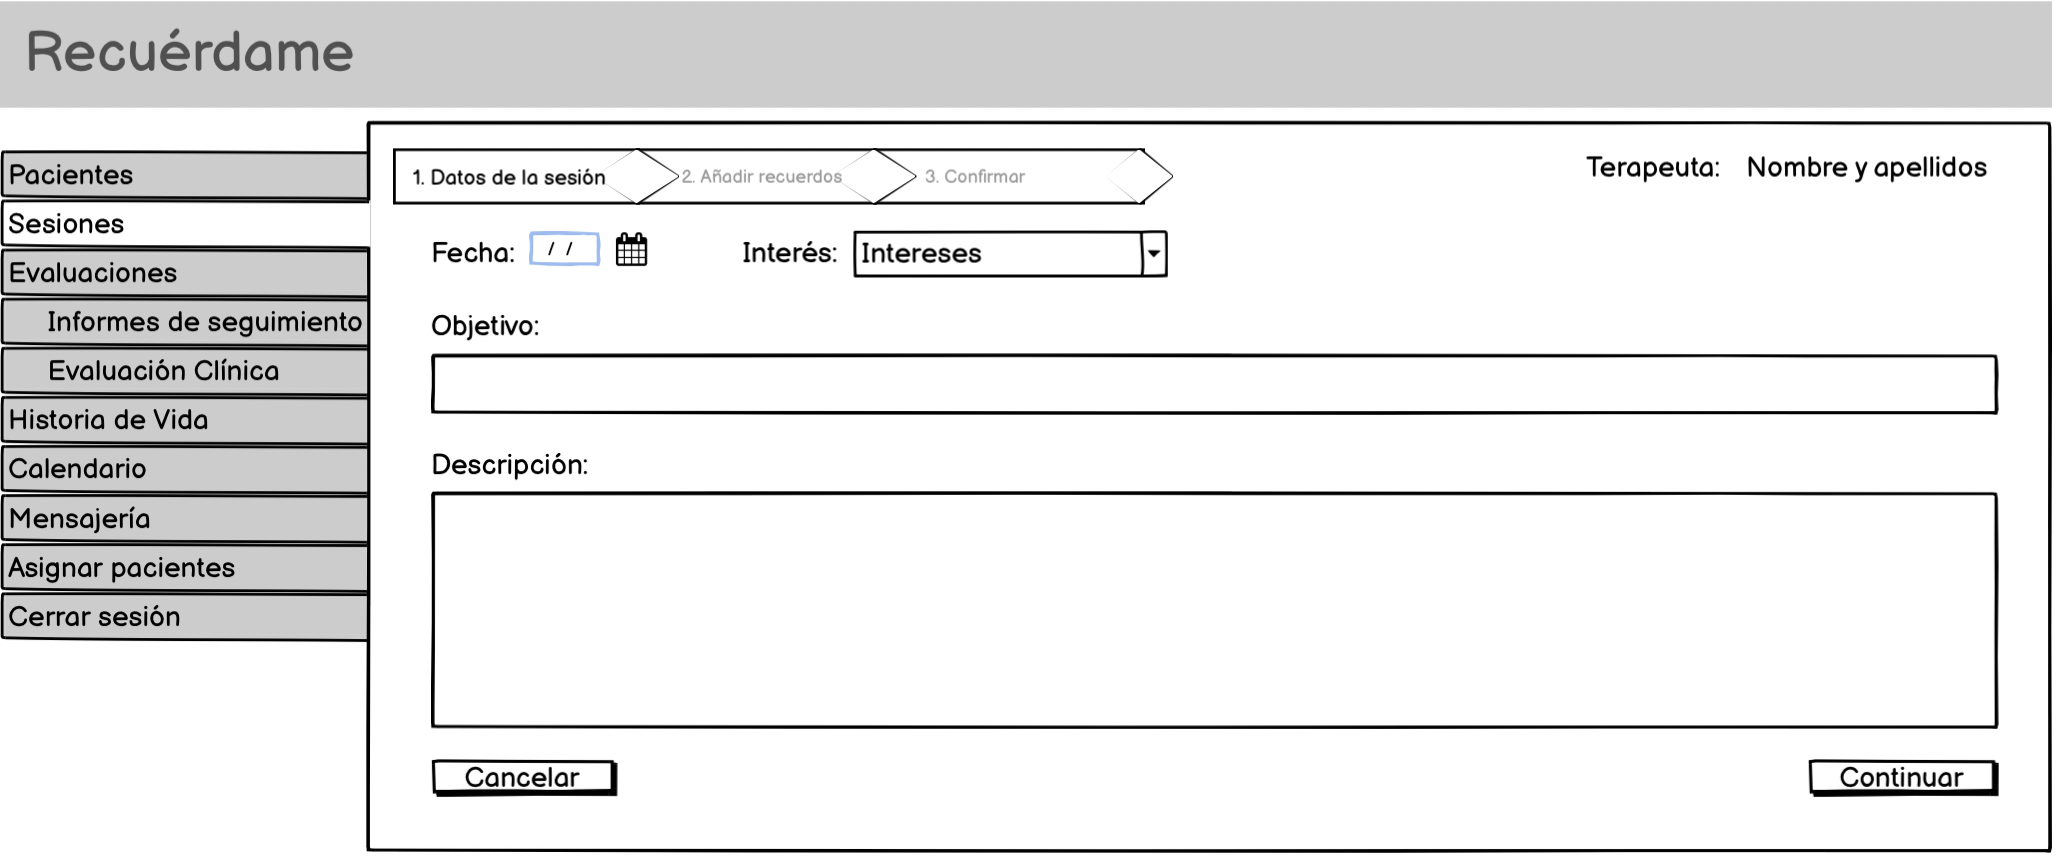 Recuérdame
Pacientes
Sesiones
Evaluaciones
Informes de seguimiento
Evaluación Clínica
Historia de Vida
Calendario
Mensajería
Asignar pacientes
Cerrar sesión
1. Datos de la sesión
2. Añadir recuerdos
3. Confirmar
Terapeuta: Nombre y apellidos
Fecha: / /
Interés: Intereses
Objetivo:
Descripción:
Cancelar
Continuar